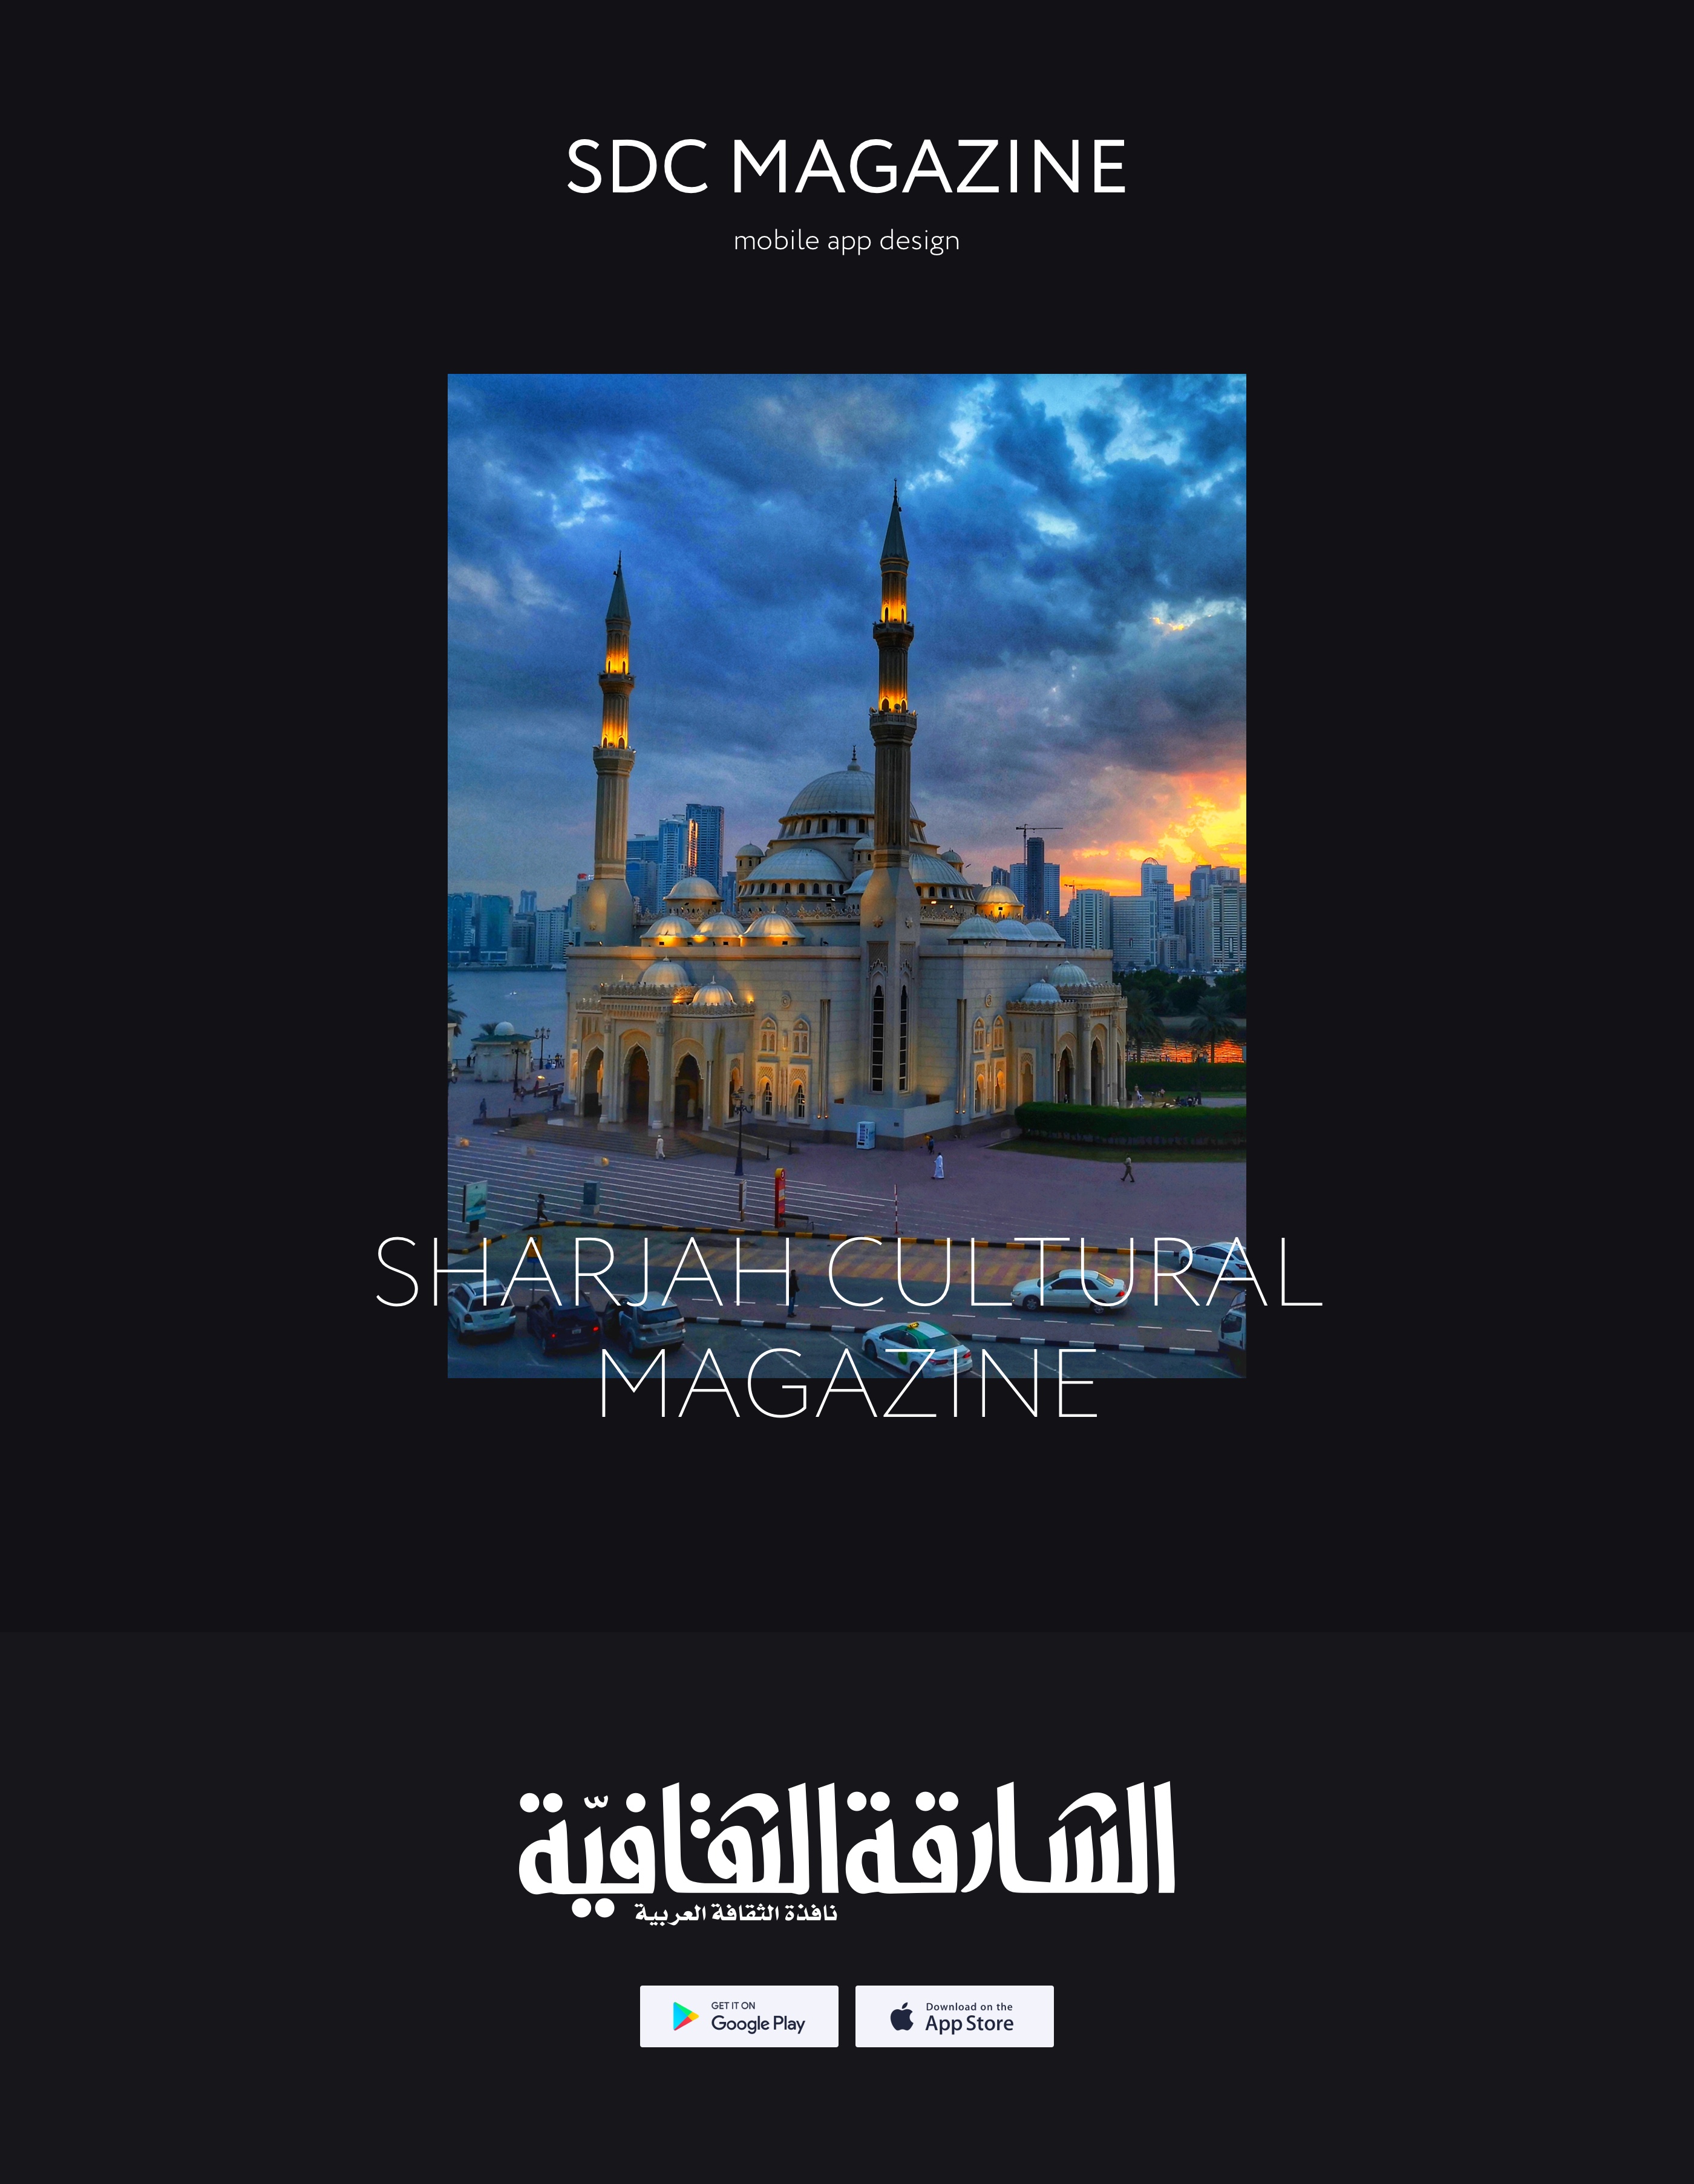 SDC MAGAZINE
mobile app design
SHARJAH CULTURAL
MAGAZINE
الشارقة الثقافيّة
نافذة الثقافة العربية
GET IT ON
Google Play
Download on the
App Store